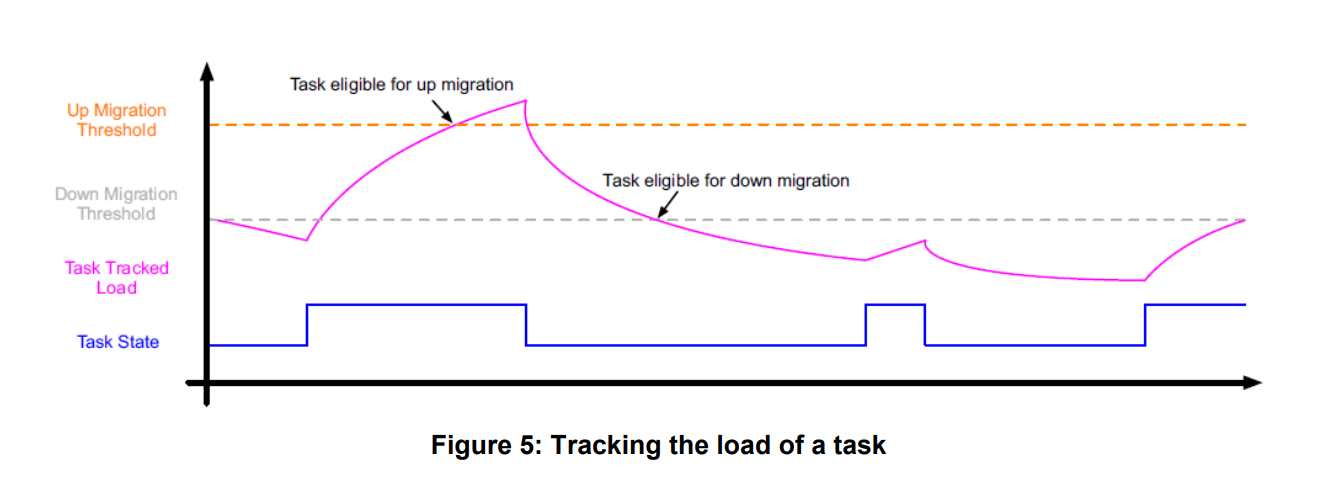 Task eligible for up migration
Up Migration
Threshold
Task eligible for down migration
Down Migration
Threshold
Task Tracked
Load
Task State
Figure 5: Tracking the load of a task